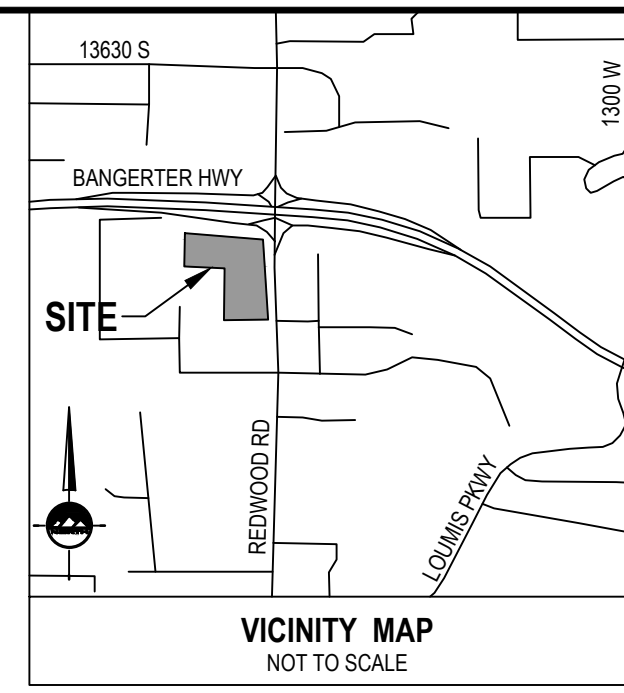 13630 S
1300 W
BANGERTER HWY
SITE
REDWOOD RD
LOUMIS PKWY
VICINITY MAP
NOT TO SCALE